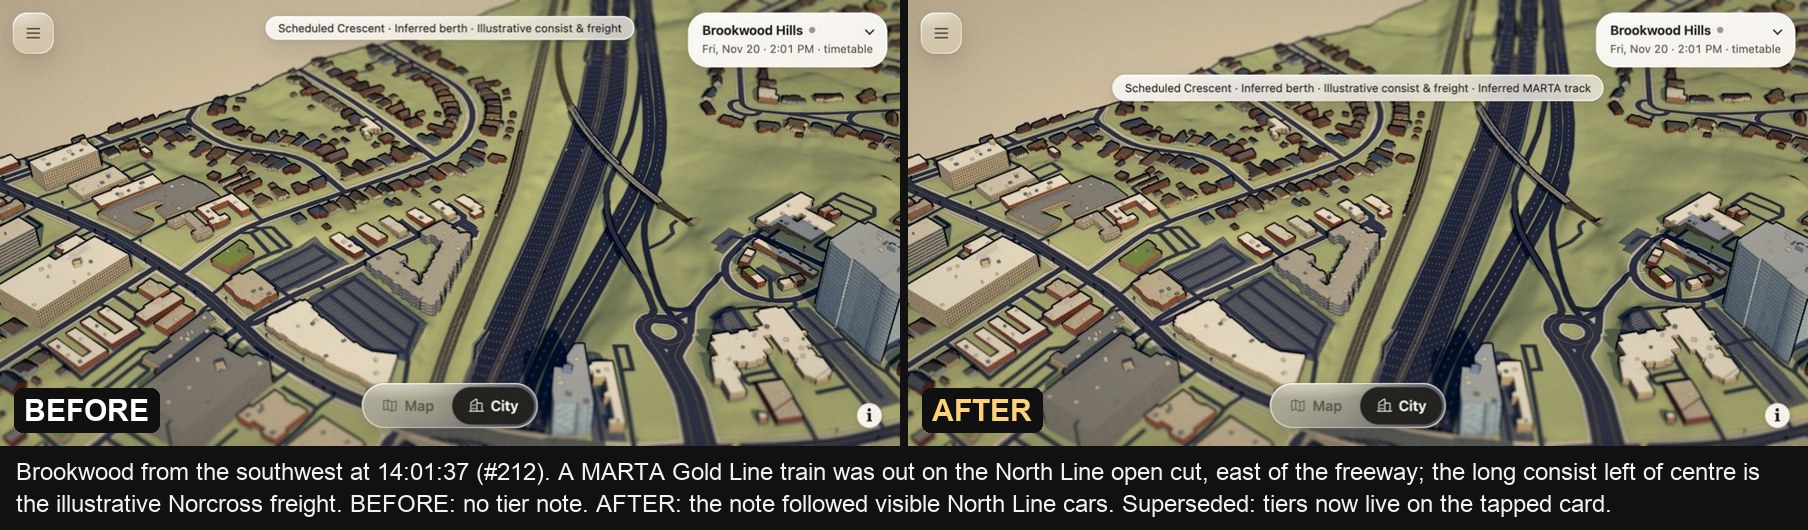 Scheduled Crescent · Inferred berth · Illustrative consist & freight
Brookwood Hills
Fri, Nov 20 · 2:01 PM · timetable
Map
City
i
BEFORE
Brookwood Hills
Fri, Nov 20 · 2:01 PM · timetable
Scheduled Crescent · Inferred berth · Illustrative consist & freight · Inferred MARTA track
Map
City
i
AFTER
Brookwood from the southwest at 14:01:37 (#212). A MARTA Gold Line train was out on the North Line open cut, east of the freeway; the long consist left of centre is
the illustrative Norcross freight. BEFORE: no tier note. AFTER: the note followed visible North Line cars. Superseded: tiers now live on the tapped card.